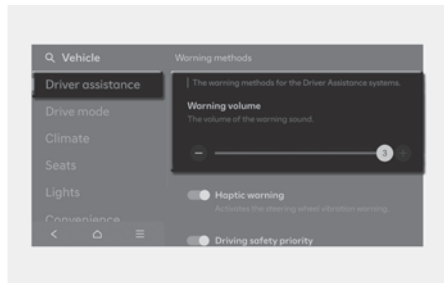 Vehicle
Warning methods
Driver assistance
The warning methods for the Driver Assistance systems.
Drive mode
Warning volume
The volume of the warning sound.
Climate
3
Seats
Lights
Haptic warning
Activates the steering wheel vibration warning.
Convenience
Driving safety priority